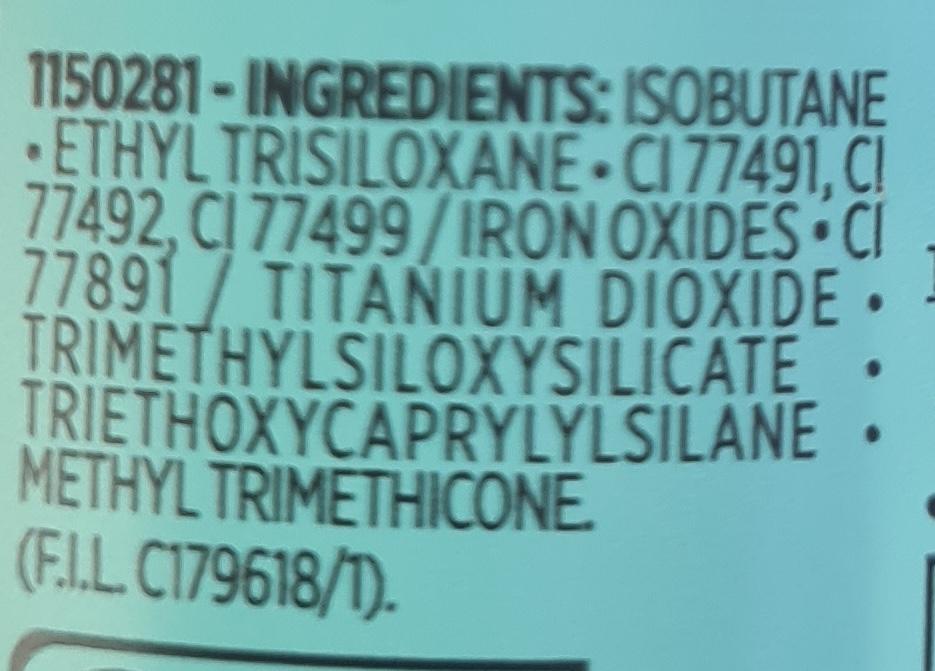 1150281 - INGREDIENTS: ISOBUTANE
• ETHYL TRISILOXANE • CI 77491, CI
77492, CI 77499 / IRON OXIDES • CI
77891 / TITANIUM DIOXIDE •
TRIMETHYLSILOXYSILICATE •
TRIETHOXYCAPRYLYLSILANE •
METHYL TRIMETHICONE.
(F.I.L. C179618/1).